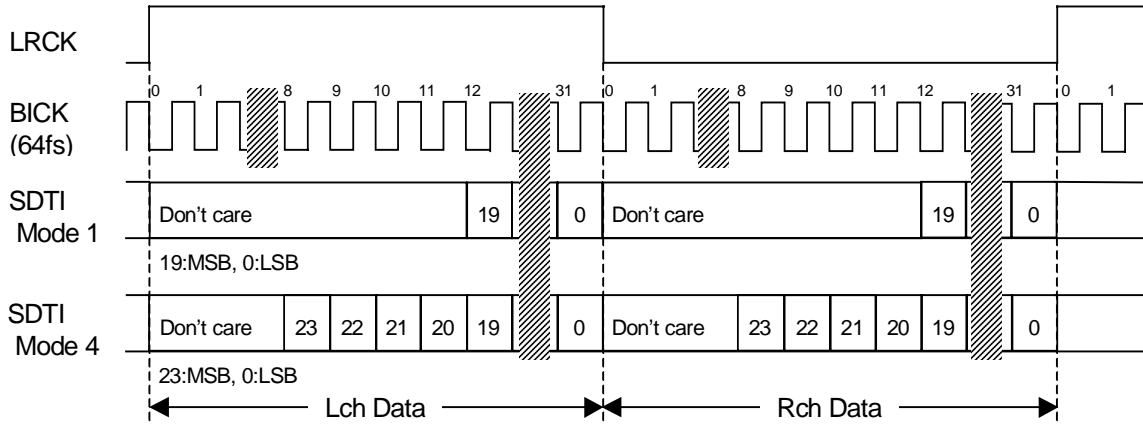 LRCK
0 1 8 9 10 11 12 31 0 1 8 9 10 11 12 31 0 1
BICK
(64fs)
SDTI
Mode 1
Don't care 19 0 Don't care 19 0
19:MSB, 0:LSB
SDTI
Mode 4
Don't care 23 22 21 20 19 0 Don't care 23 22 21 20 19 0
23:MSB, 0:LSB
Lch Data Rch Data